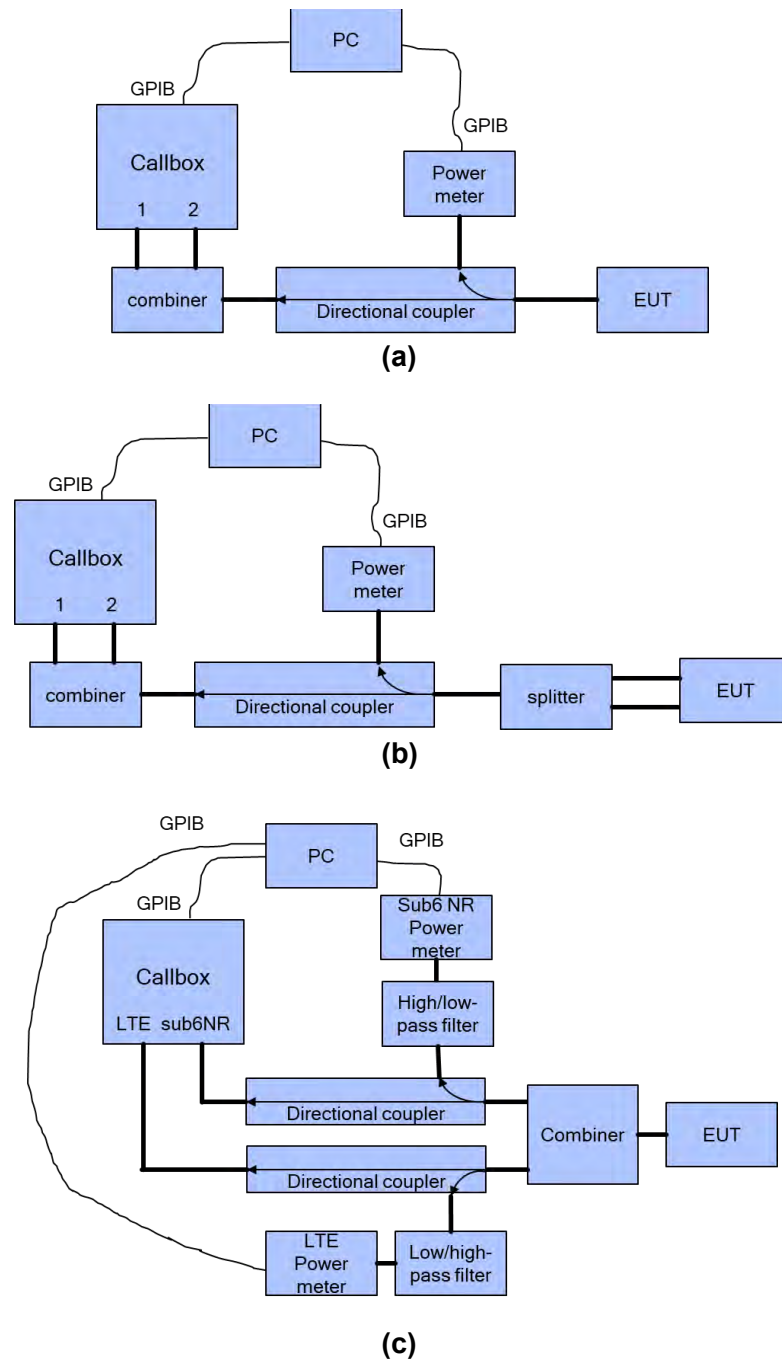 PC
GPIB
GPIB
Callbox
1 2
Power
meter
combiner
Directional coupler
EUT
(a)
PC
GPIB
GPIB
Callbox
1 2
Power
meter
combiner
Directional coupler
splitter
EUT
(b)
GPIB
PC
GPIB
GPIB
Sub6 NR
Power
meter
Callbox
LTE sub6NR
High/low-
pass filter
Directional coupler
Combiner
EUT
Directional coupler
LTE
Power
meter
Low/high-
pass filter
(c)